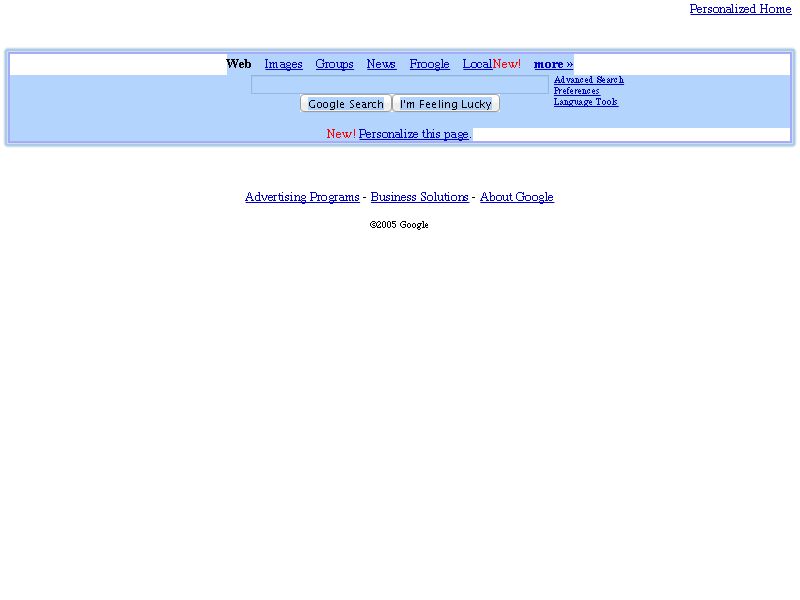 Personalized Home
Web Images Groups News Froogle LocalNew! more »
Advanced Search
Preferences
Language Tools
Google Search I'm Feeling Lucky
New! Personalize this page.
Advertising Programs - Business Solutions - About Google
©2005 Google